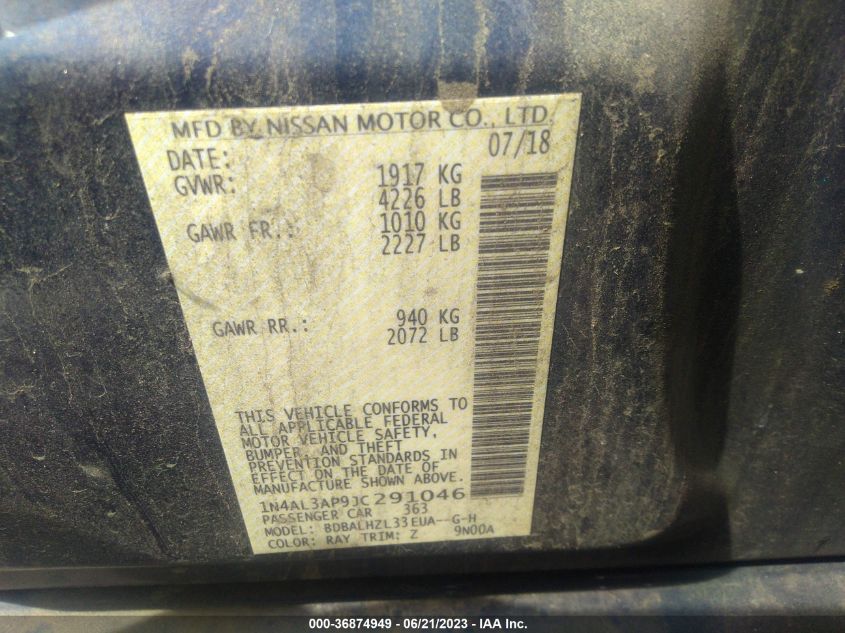 MFD BY NISSAN MOTOR CO., LTD.
DATE: 07/18
GVWR: 1917 KG
4226 LB
GAWR FR.: 1010 KG
2227 LB
GAWR RR.: 940 KG
2072 LB
THIS VEHICLE CONFORMS TO
ALL APPLICABLE FEDERAL
MOTOR VEHICLE SAFETY,
BUMPER, AND THEFT
PREVENTION STANDARDS IN
EFFECT ON THE DATE OF
MANUFACTURE SHOWN ABOVE.
1N4AL3AP9JC291046
PASSENGER CAR 363
MODEL: BDBALHZL33EUA--G-H
COLOR: RAY TRIM: Z 9N00A
000-36874949 / 06/21/2023 / IAA Inc.